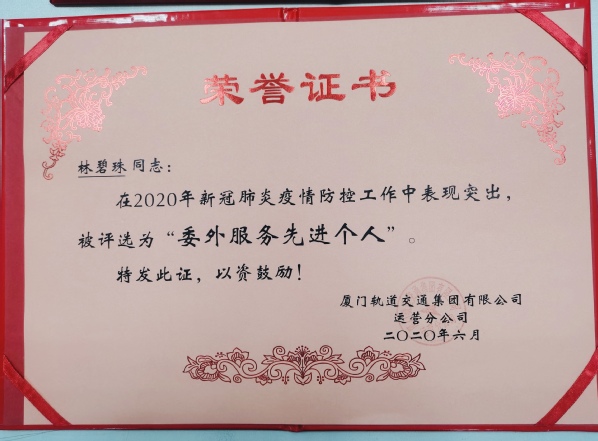 荣誉证书
林碧珠同志：
在2020年新冠肺炎疫情防控工作中表现突出，
被评选为“委外服务先进个人”。
特发此证，以资鼓励！
厦门轨道交通集团有限公司
运营分公司
二〇二〇年六月